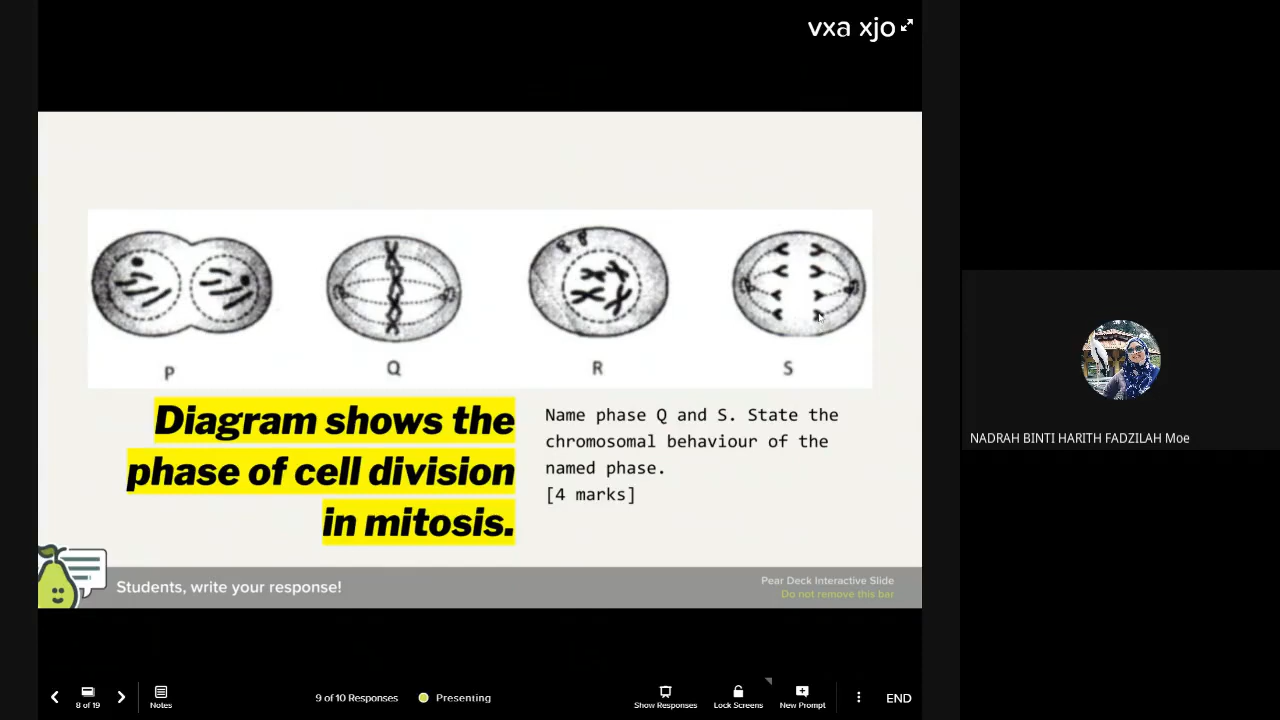 vxa xjo
P
Q
R
S
Diagram shows the
phase of cell division
in mitosis.
Name phase Q and S. State the
chromosomal behaviour of the
named phase.
[4 marks]
Students, write your response!
Pear Deck Interactive Slide
Do not remove this bar
NADRAH BINTI HARITH FADZILAH Moe
8 of 19
Notes
9 of 10 Responses
Presenting
Show Responses
Lock Screens
New Prompt
END